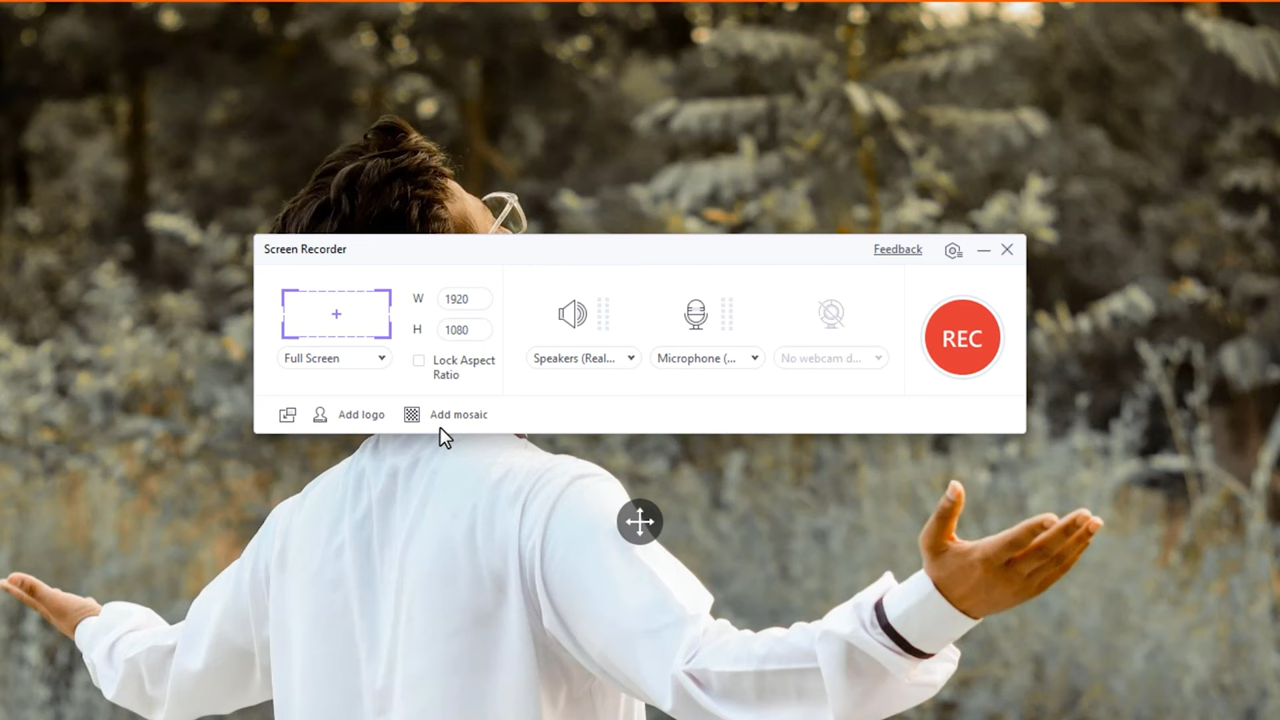 Screen Recorder
Feedback
W 1920
H 1080
Full Screen
Lock Aspect
Ratio
Speakers (Real...
Microphone (...
No webcam d...
REC
Add logo
Add mosaic